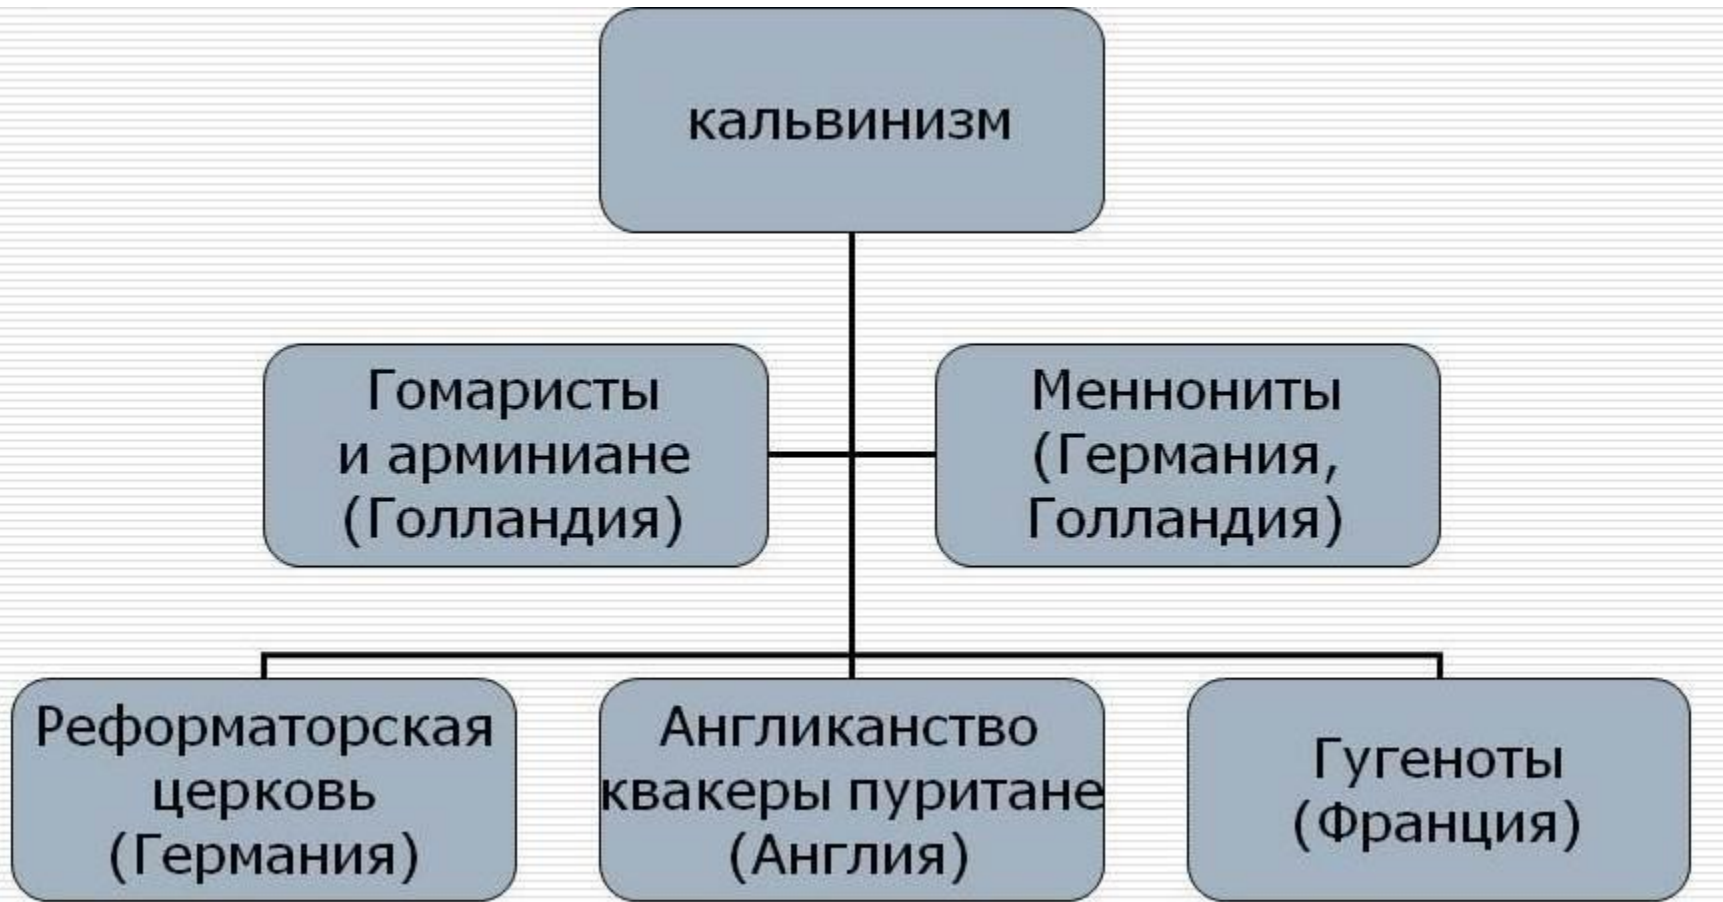 кальвинизм
Гомаристы
и арминиане
(Голландия)
Меннониты
(Германия,
Голландия)
Реформаторская
церковь
(Германия)
Англиканство
квакеры пуритане
(Англия)
Гугеноты
(Франция)